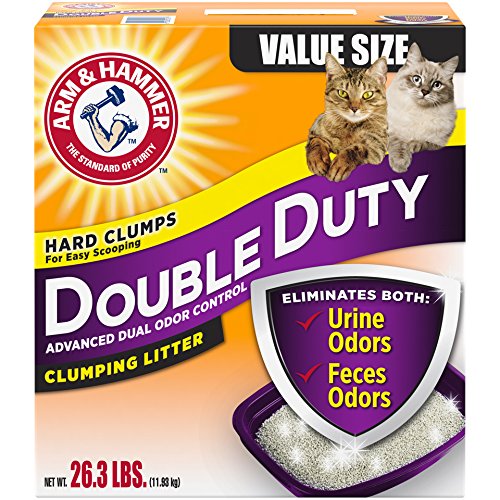 VALUE SIZE
ARM & HAMMER
THE STANDARD OF PURITY
™
™
HARD CLUMPS
For Easy Scooping
DOUBLE DUTY
ADVANCED DUAL ODOR CONTROL
CLUMPING LITTER
ELIMINATES BOTH:
Urine
Odors
Feces
Odors
NET WT. 26.3 LBS. (11.93 kg)